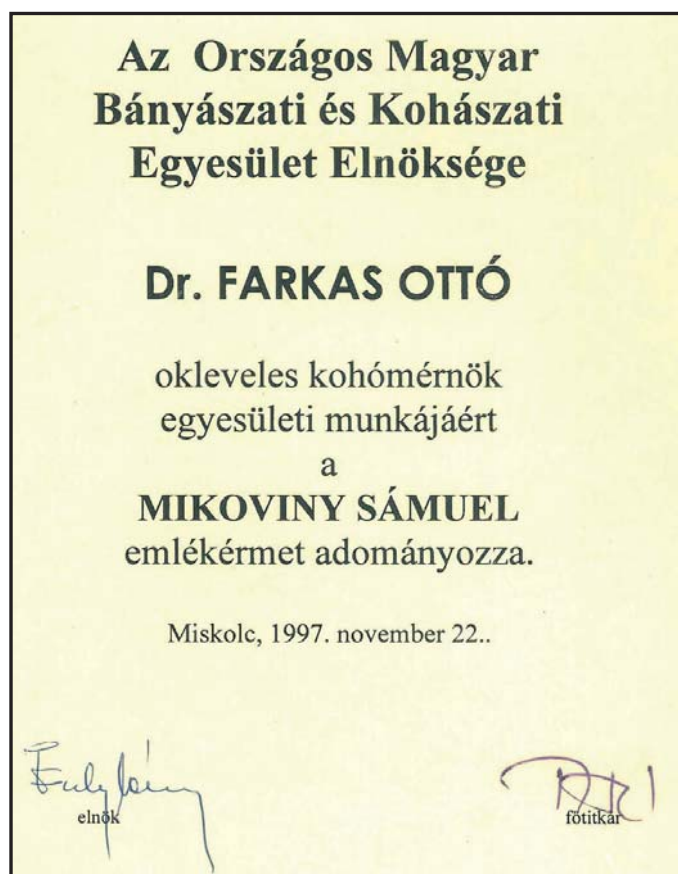 Az Országos Magyar
Bányászati és Kohászati
Egyesület Elnöksége
Dr. FARKAS OTTÓ
okleveles kohómérnök
egyesületi munkájáért
a
MIKOVINY SÁMUEL
emlékérmet adományozza.
Miskolc, 1997. november 22..
elnök
főtitkár